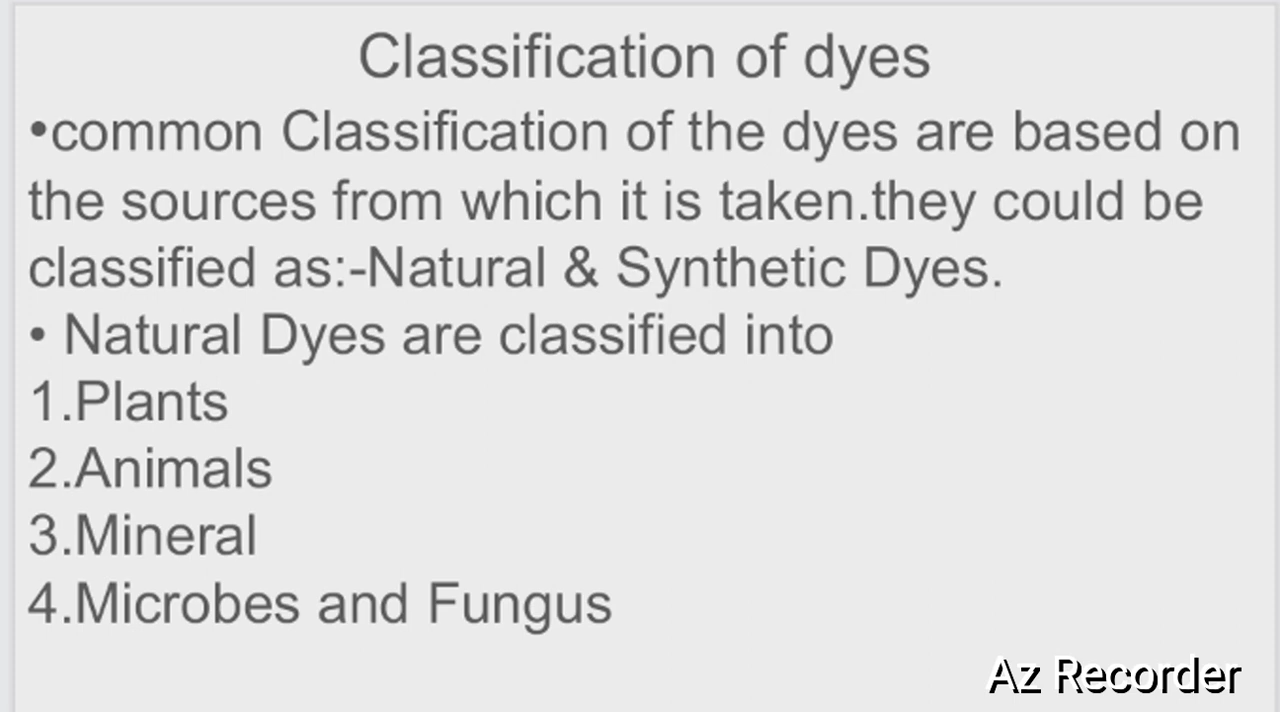 Classification of dyes
•common Classification of the dyes are based on
the sources from which it is taken.they could be
classified as:-Natural & Synthetic Dyes.
• Natural Dyes are classified into
1.Plants
2.Animals
3.Mineral
4.Microbes and Fungus
Az Recorder